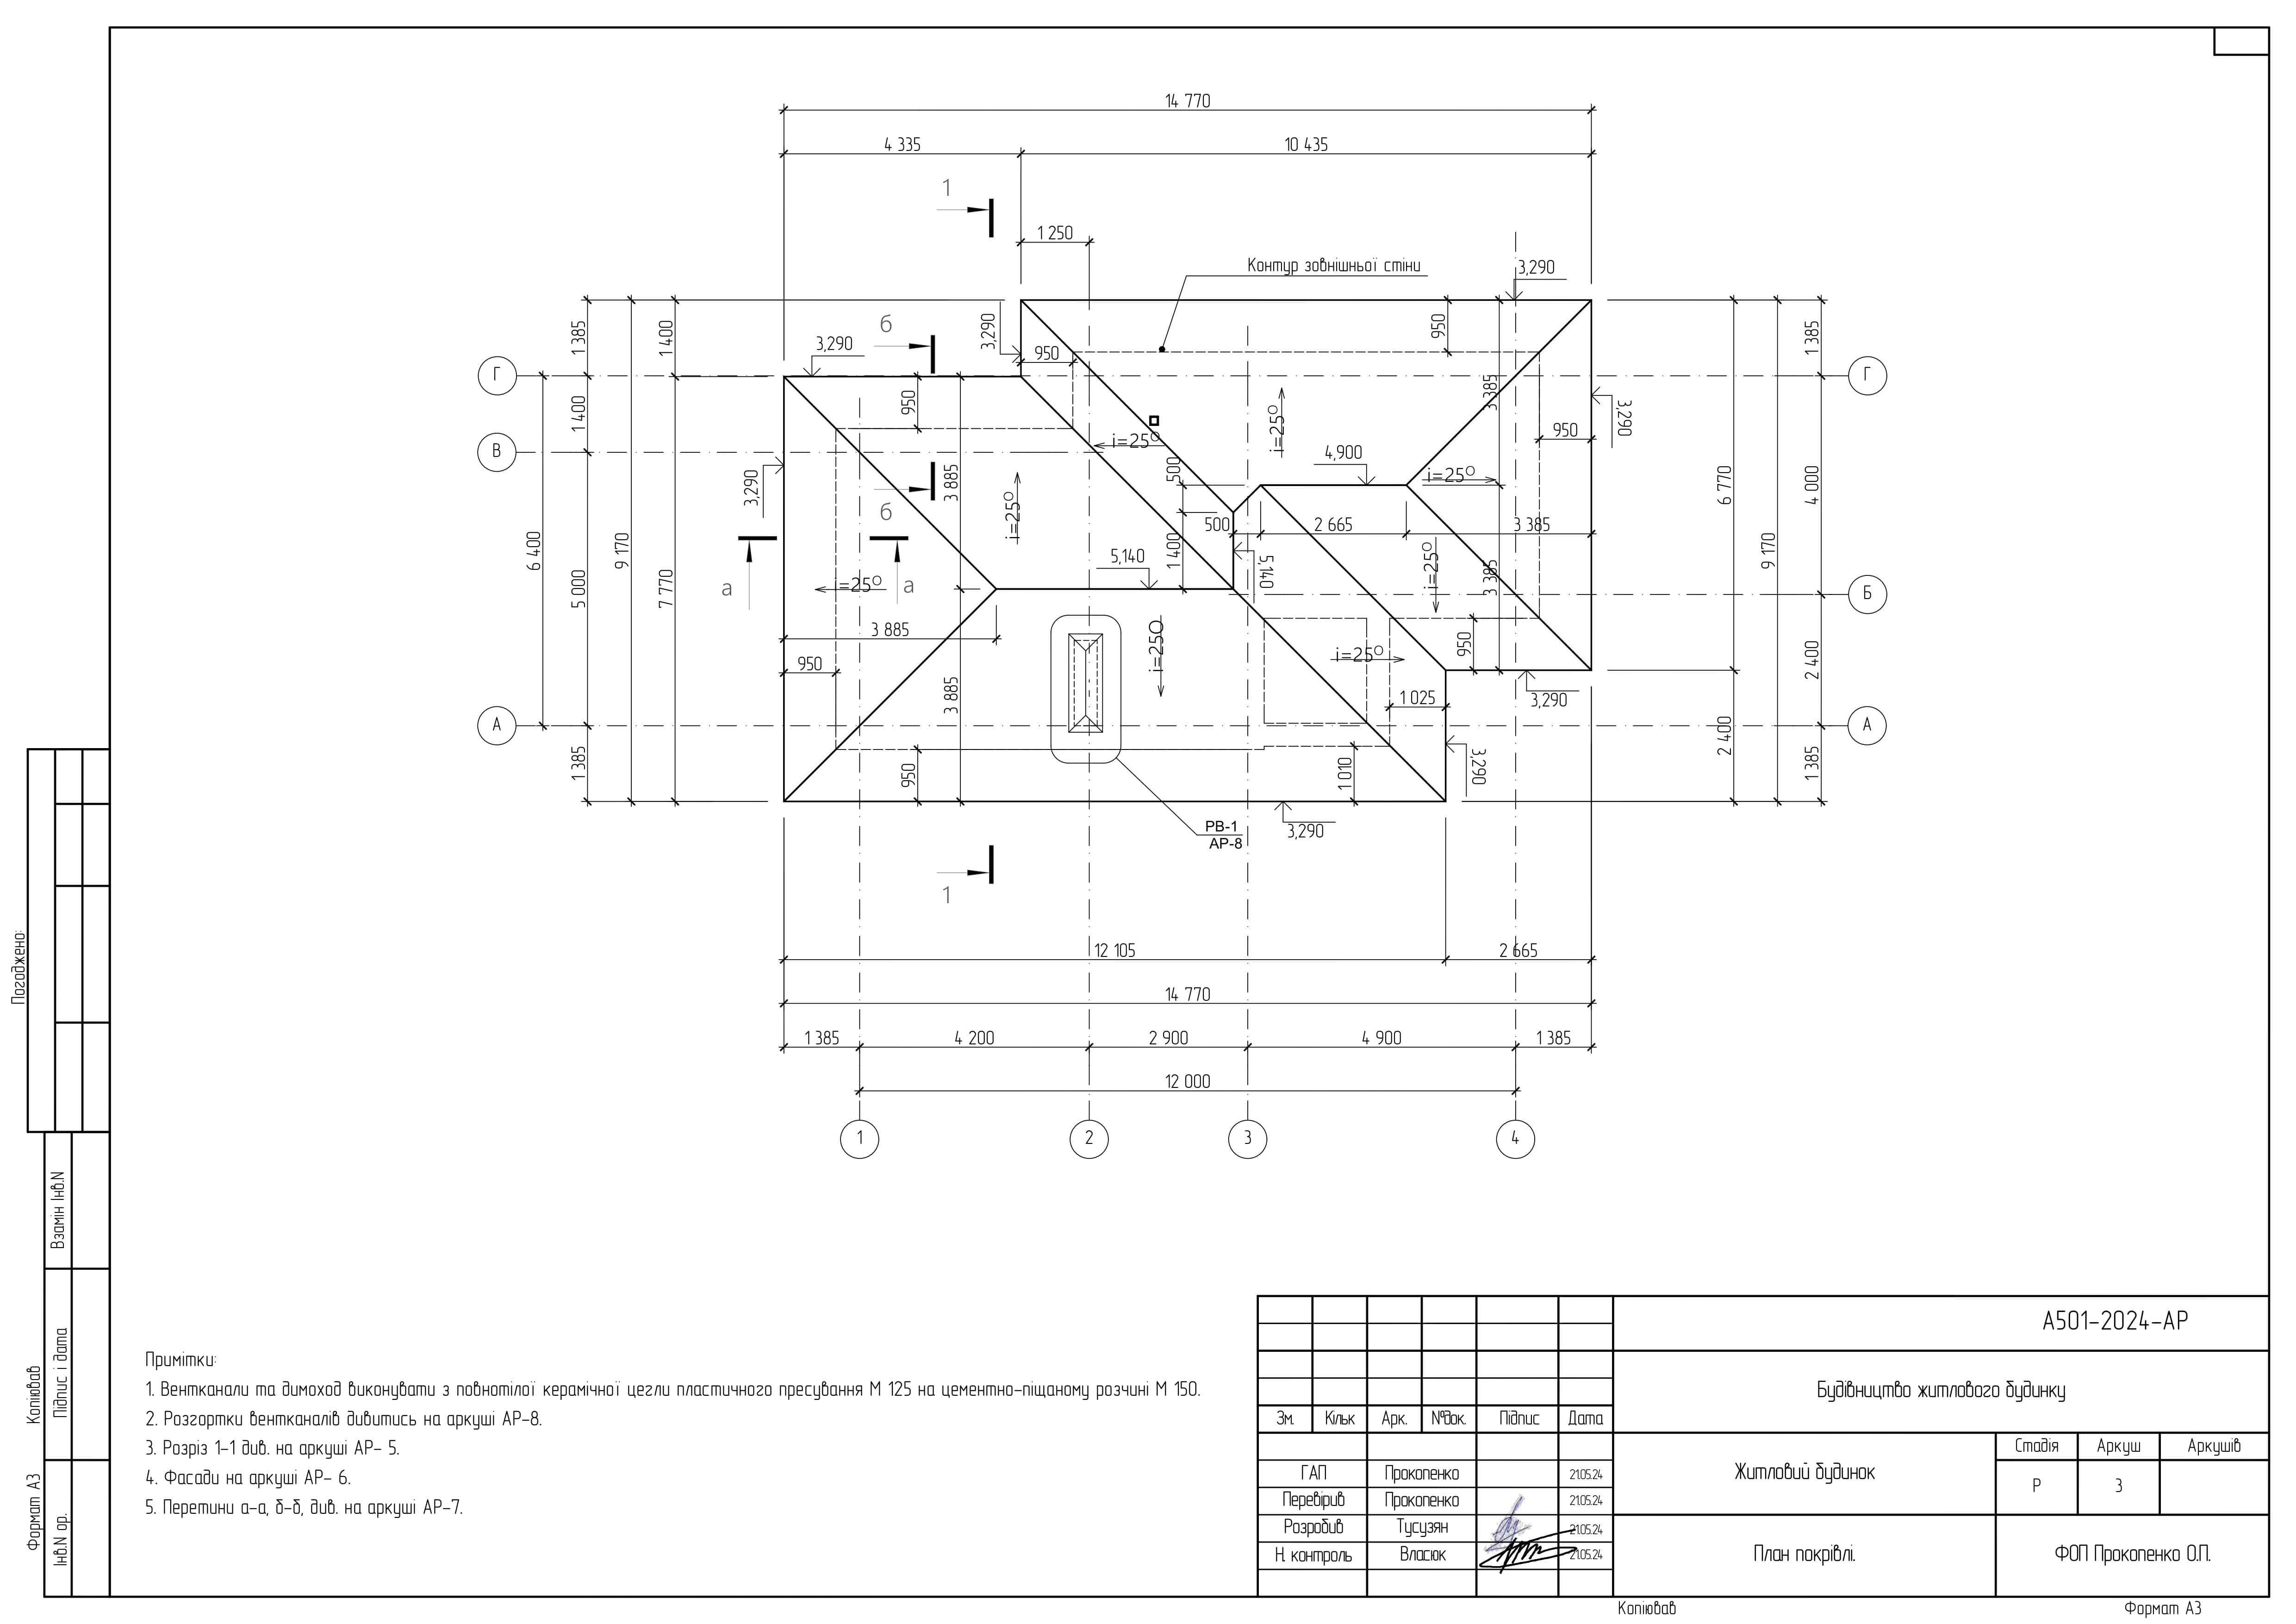 14 770
4 335
10 435
1
1 250
Контур зовнішньої стіни
3,290
1 385
1 400
б
3,290
3,290
950
950
3,290
1 385
Г
Г
950
3 385
950
3,290
1 400
i=25°
i=25°
4,900
i=25°
В
9 170
6 400
7 770
5 000
3,290
3 885
i=25°
б
500
1 400
500
2 665
3 385
6 770
4 000
9 170
5,140
5,140
i=25°
3 385
a
i=25°
a
Б
3 885
950
i=25°
i=25°
950
3 885
1 025
3,290
2 400
2 400
А
А
1 385
950
1 010
3,290
1 385
3,290
РВ-1
АР-8
1
12 105
2 665
14 770
1 385
4 200
2 900
4 900
1 385
12 000
1
2
3
4
Погоджено:
Взамін Інв.N
Підпис і дата
Інв.N ор.
Копіював
Формат А3
Примітки:
1. Вентканали та димоход виконувати з повнотілої керамічної цегли пластичного пресування М 125 на цементно-піщаному розчині М 150.
2. Розгортки вентканалів дивитись на аркуші АР-8.
3. Розріз 1-1 див. на аркуші АР- 5.
4. Фасади на аркуші АР- 6.
5. Перетини а-а, б-б, див. на аркуші АР-7.
А501-2024-АР
Будівництво житлового будинку
Зм. Кільк Арк. №док. Підпис Дата
Житловий будинок
Стадія Аркуш Аркушів
Р 3
ГАП Прокопенко 21.05.24
Перевірив Прокопенко 21.05.24
Розробив Тусузян 21.05.24
Н. контроль Власюк 21.05.24
План покрівлі.
ФОП Прокопенко О.П.
Копіював
Формат А3